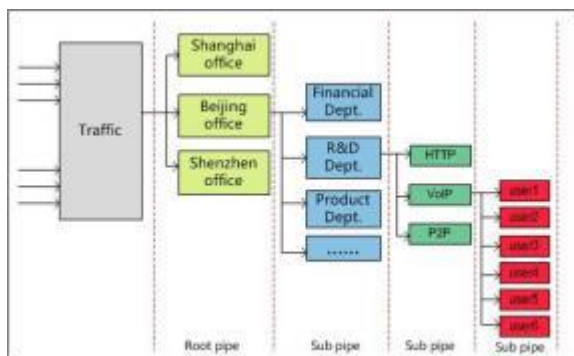 Traffic
Shanghai
office
Beijing
office
Shenzhen
office
Financial
Dept.
R&D
Dept.
Product
Dept.
......
HTTP
VoIP
P2P
user1
user2
user3
user4
user5
user6
Root pipe
Sub pipe
Sub pipe
Sub pipe